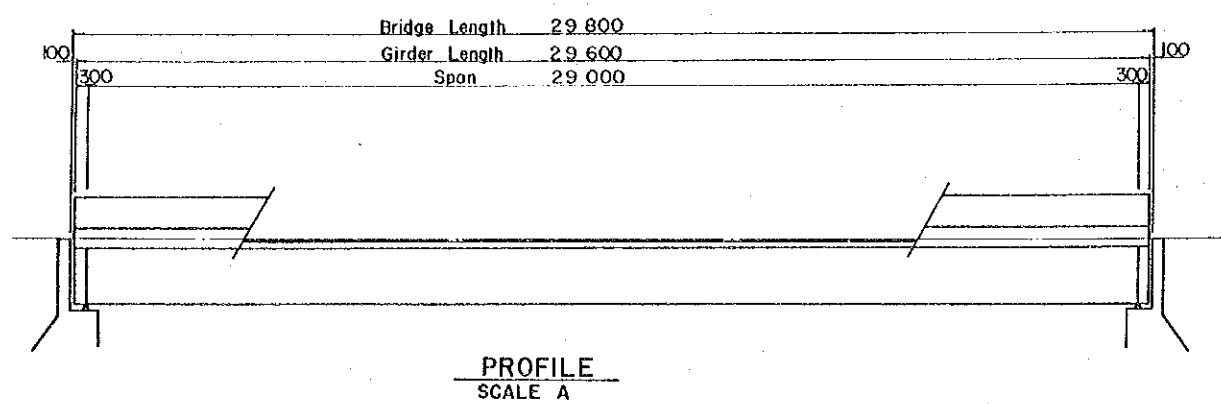 Bridge Length 29 800
100 Girder Length 29 600 100
300 Span 29 000 300
PROFILE
SCALE A